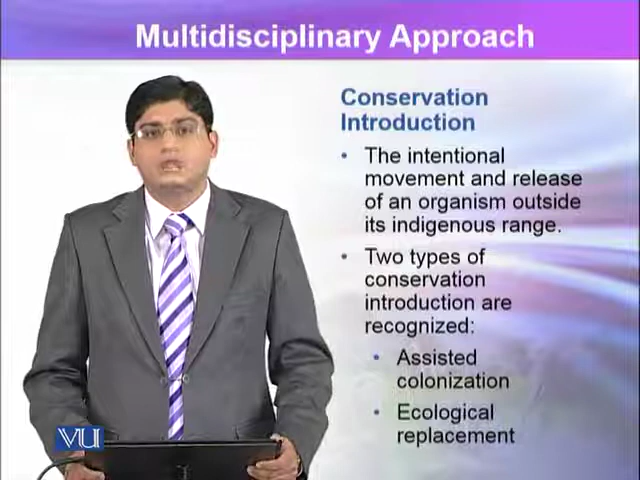 Multidisciplinary Approach
Conservation
Introduction
• The intentional
movement and release
of an organism outside
its indigenous range.
• Two types of
conservation
introduction are
recognized:
• Assisted
colonization
• Ecological
replacement
VU